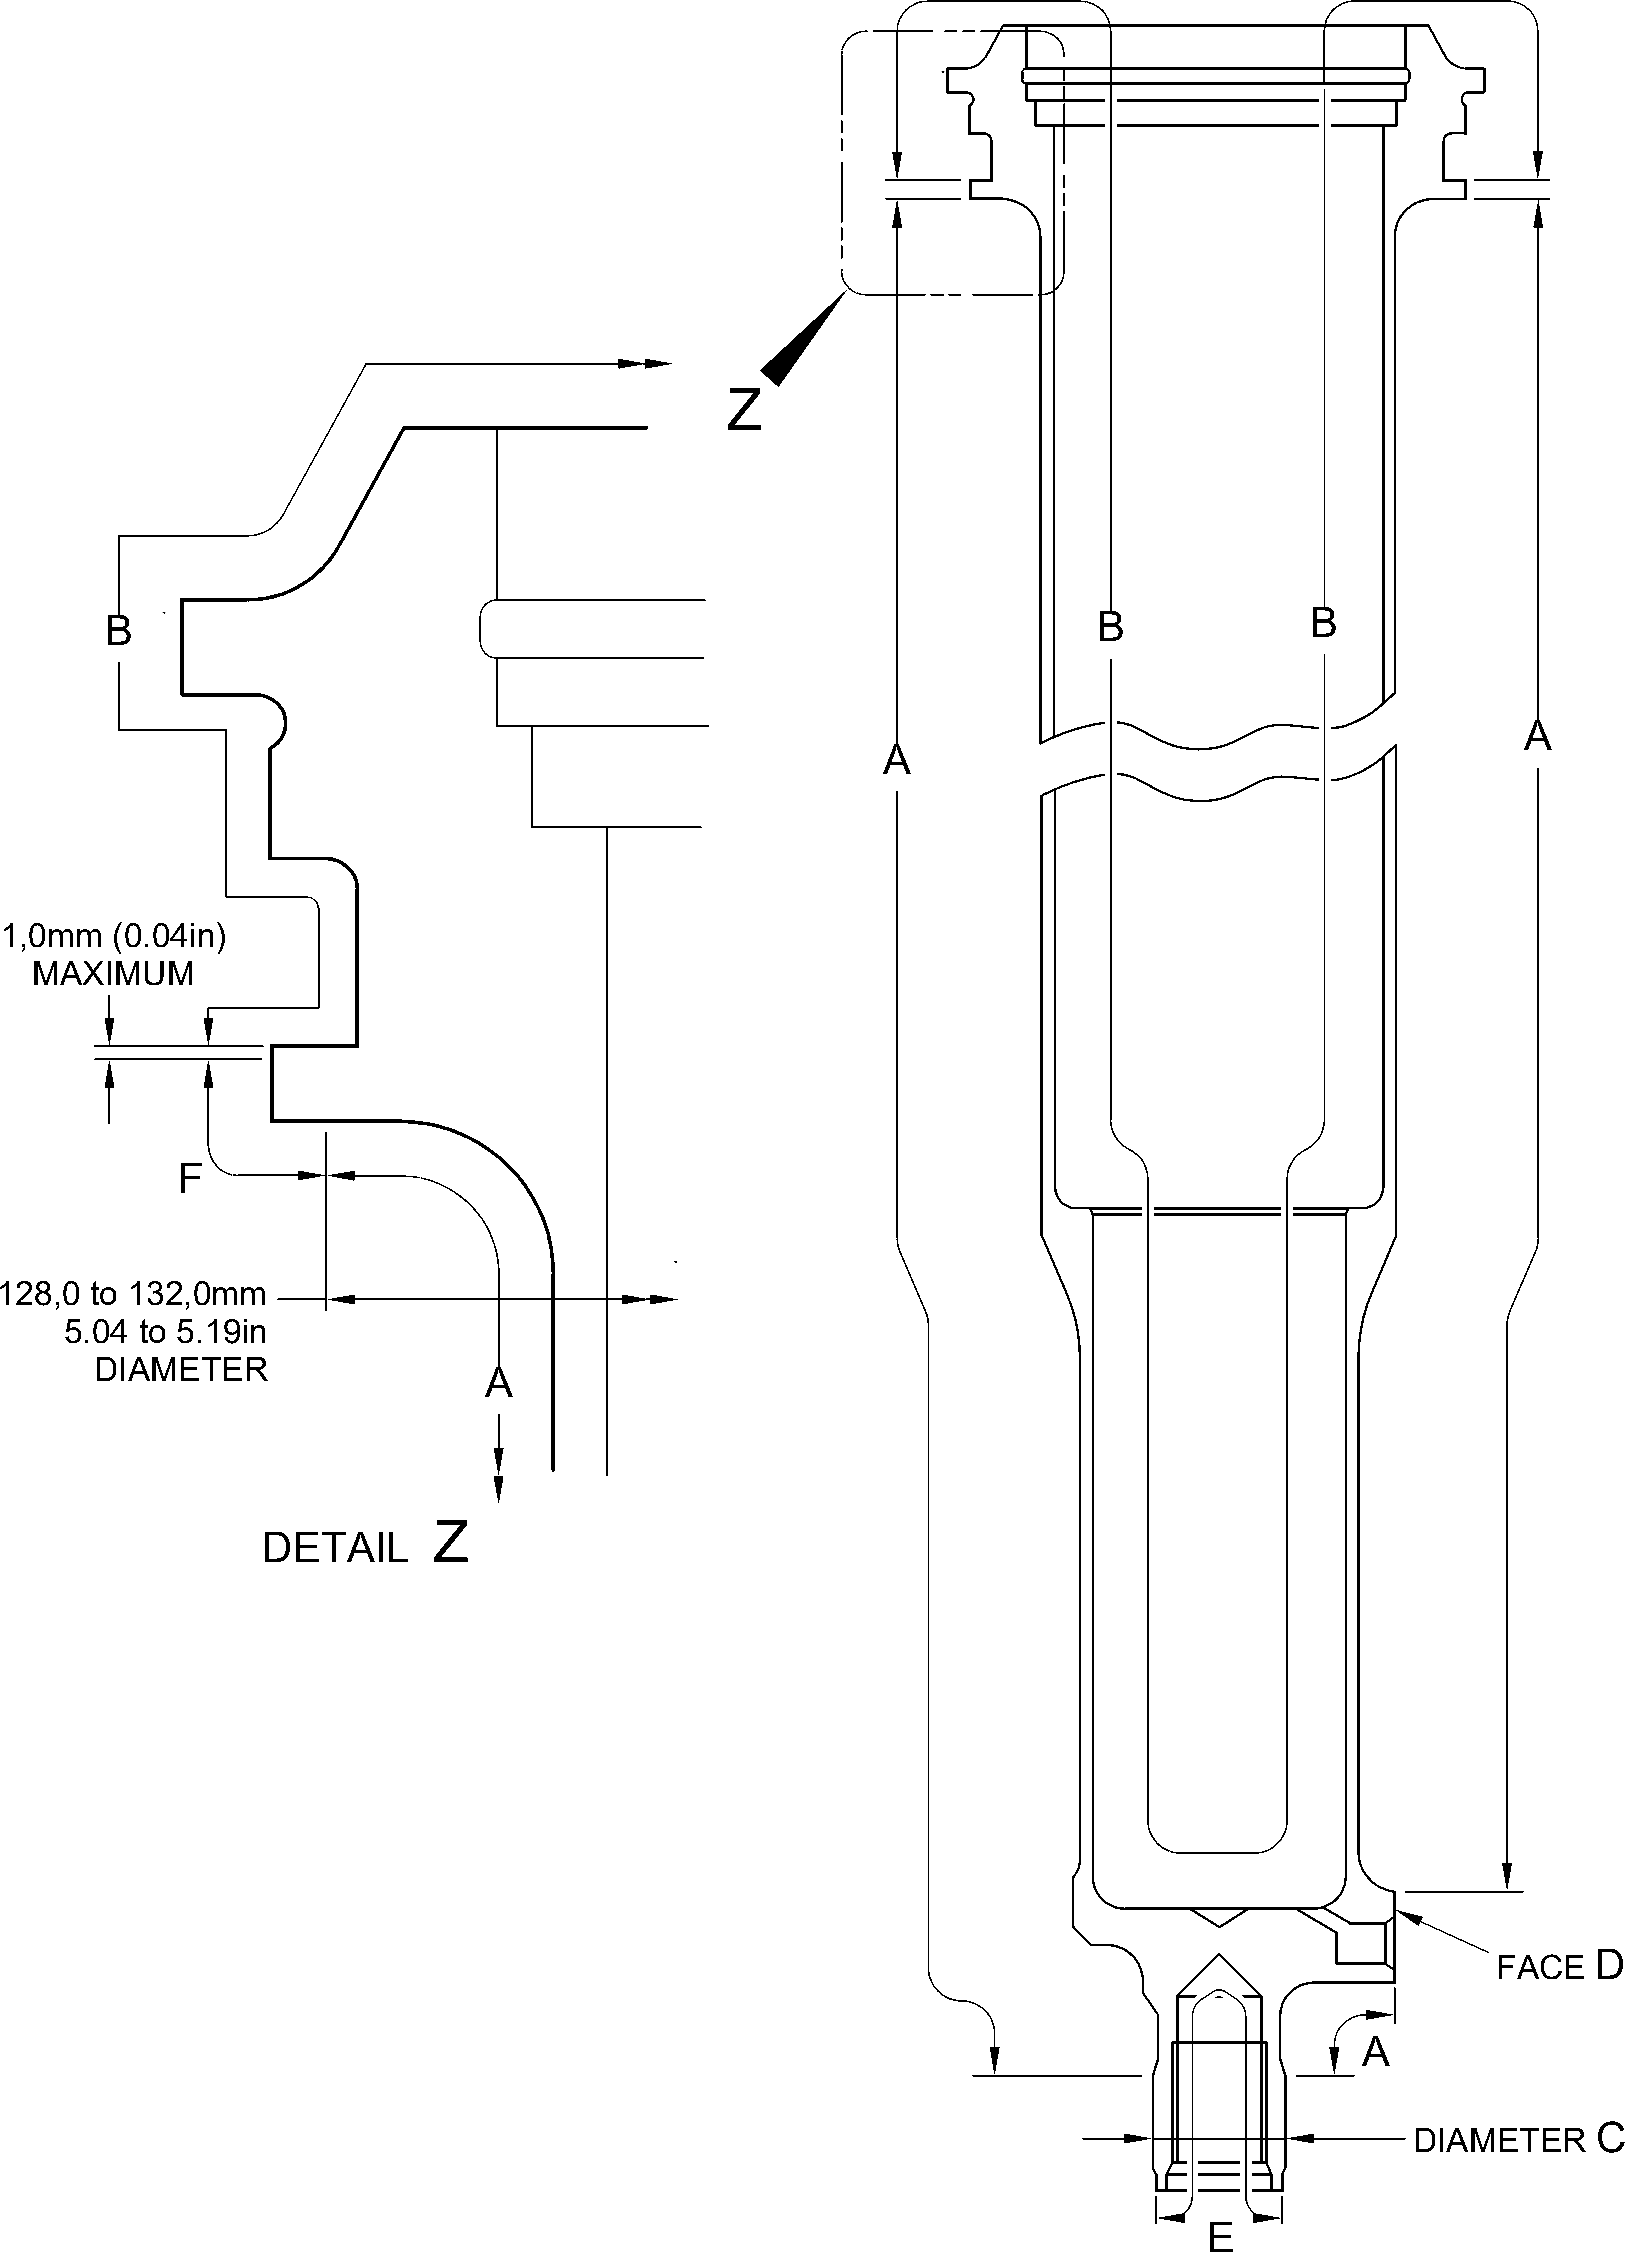 Z
B
B
B
A
A
1,0mm (0.04in)
MAXIMUM
F
128,0 to 132,0mm
5.04 to 5.19in
DIAMETER
A
DETAIL Z
FACE D
A
DIAMETER C
E